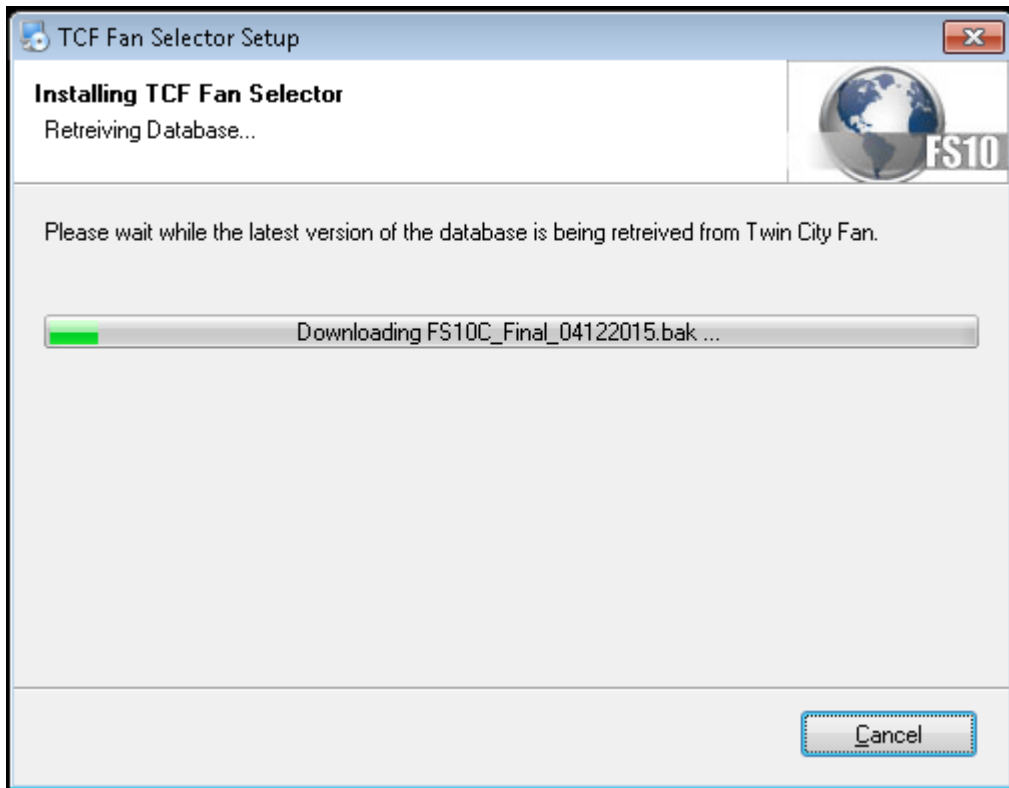 TCF Fan Selector Setup
Installing TCF Fan Selector
Retreiving Database...
FS10
Please wait while the latest version of the database is being retreived from Twin City Fan.
Downloading FS10C_Final_04122015.bak ...
Cancel